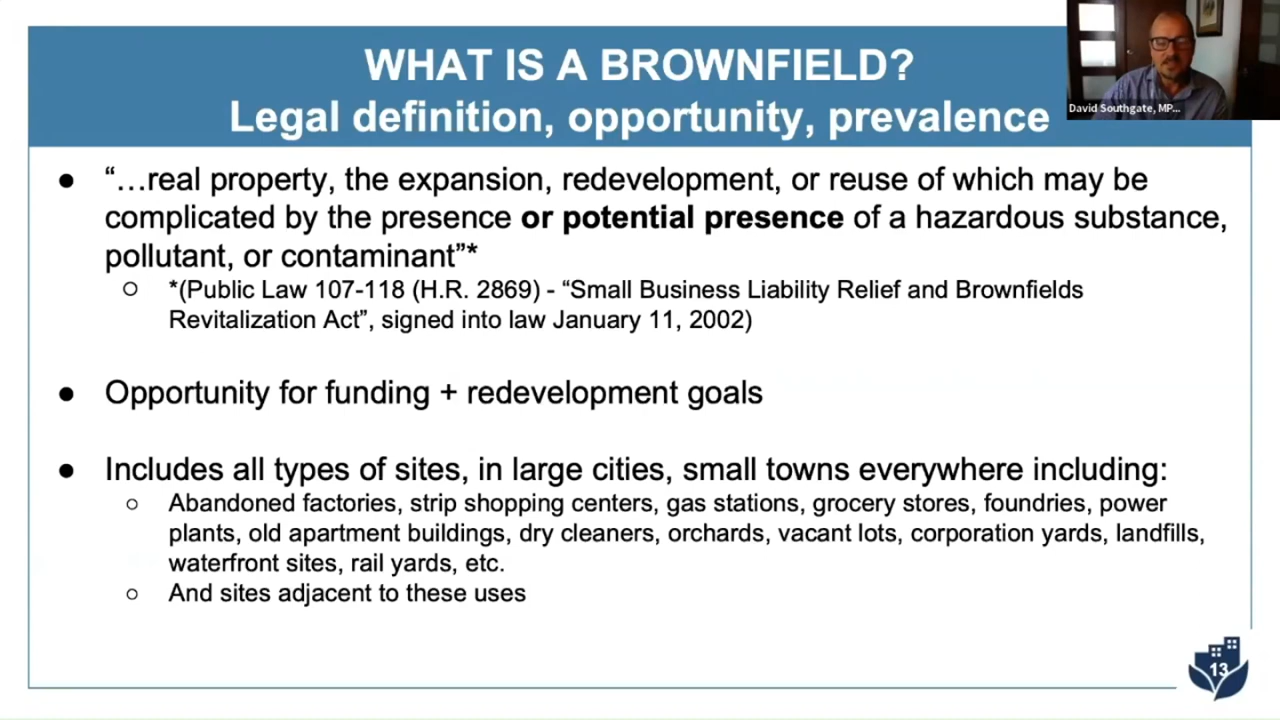 WHAT IS A BROWNFIELD?
Legal definition, opportunity, prevalence
David Southgate, MP...
● “…real property, the expansion, redevelopment, or reuse of which may be
complicated by the presence or potential presence of a hazardous substance,
pollutant, or contaminant”*
○ *(Public Law 107-118 (H.R. 2869) - “Small Business Liability Relief and Brownfields
Revitalization Act”, signed into law January 11, 2002)
● Opportunity for funding + redevelopment goals
● Includes all types of sites, in large cities, small towns everywhere including:
○ Abandoned factories, strip shopping centers, gas stations, grocery stores, foundries, power
plants, old apartment buildings, dry cleaners, orchards, vacant lots, corporation yards, landfills,
waterfront sites, rail yards, etc.
○ And sites adjacent to these uses
13